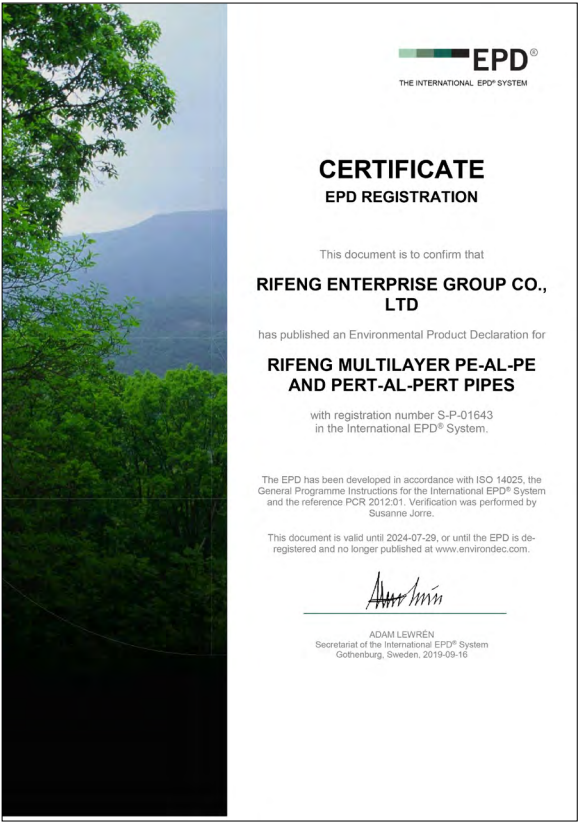 EPD®
THE INTERNATIONAL EPD® SYSTEM
CERTIFICATE
EPD REGISTRATION
This document is to confirm that
RIFENG ENTERPRISE GROUP CO.,
LTD
has published an Environmental Product Declaration for
RIFENG MULTILAYER PE-AL-PE
AND PERT-AL-PERT PIPES
with registration number S-P-01643
in the International EPD® System.
The EPD has been developed in accordance with ISO 14025, the
General Programme Instructions for the International EPD® System
and the reference PCR 2012:01. Verification was performed by
Susanne Jorre.
This document is valid until 2024-07-29, or until the EPD is de-
registered and no longer published at www.environdec.com.
ADAM LEWRÉN
Secretariat of the International EPD® System
Gothenburg, Sweden, 2019-09-16